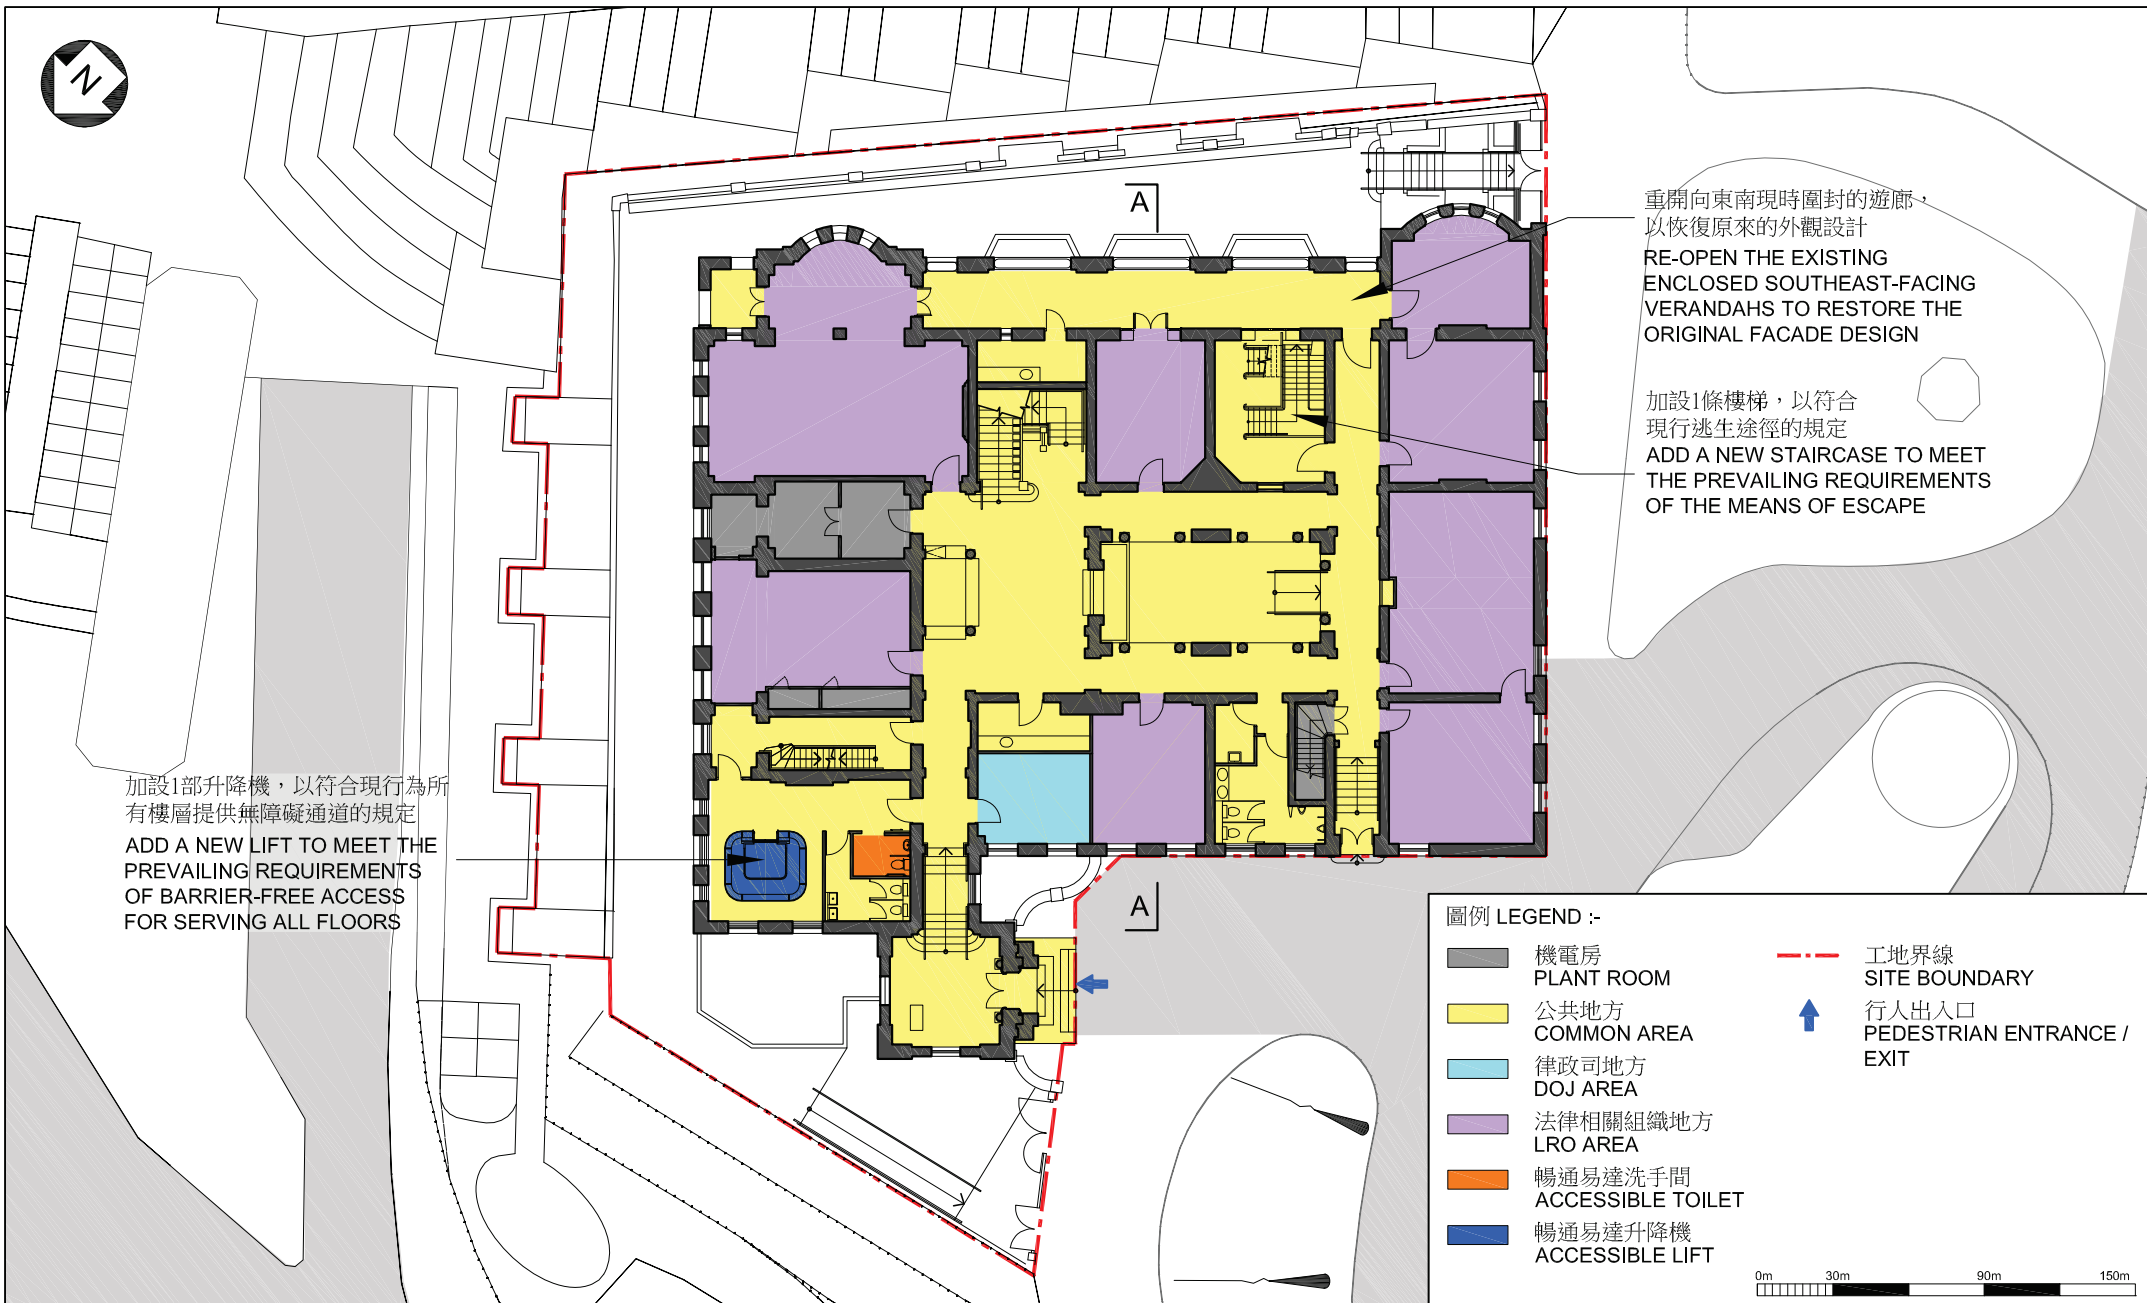 N
A
重開向東南現時圍封的遊廊，
以恢復原來的外觀設計
RE-OPEN THE EXISTING
ENCLOSED SOUTHEAST-FACING
VERANDAHS TO RESTORE THE
ORIGINAL FACADE DESIGN
加設1條樓梯，以符合
現行逃生途徑的規定
ADD A NEW STAIRCASE TO MEET
THE PREVAILING REQUIREMENTS
OF THE MEANS OF ESCAPE
加設1部升降機，以符合現行為所
有樓層提供無障礙通道的規定
ADD A NEW LIFT TO MEET THE
PREVAILING REQUIREMENTS
OF BARRIER-FREE ACCESS
FOR SERVING ALL FLOORS
A
圖例 LEGEND :-
機電房
PLANT ROOM
公共地方
COMMON AREA
律政司地方
DOJ AREA
法律相關組織地方
LRO AREA
暢通易達洗手間
ACCESSIBLE TOILET
暢通易達升降機
ACCESSIBLE LIFT
工地界線
SITE BOUNDARY
行人出入口
PEDESTRIAN ENTRANCE /
EXIT
0m 30m 90m 150m